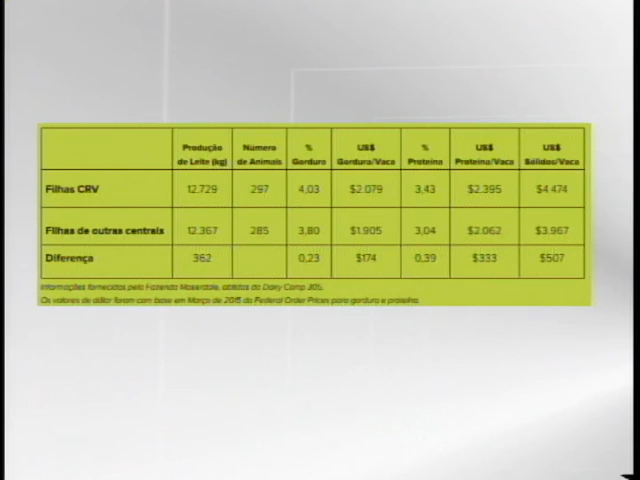 Produção de Leite (kg) Número de Animais % Gordura US$ Gordura/Vaca % Proteína US$ Proteína/Vaca US$ Sólidos/Vaca
Filhas CRV 12.729 297 4,03 $2.079 3,43 $2.395 $4.474
Filhas de outras centrais 12.367 285 3,80 $1.905 3,04 $2.062 $3.967
Diferença 362 0,23 $174 0,39 $333 $507
Informações fornecidas pela Fazenda Maserdale, obtidas do Dairy Comp 305.
Os valores de dólar foram com base em Março de 2015 do Federal Order Prices para gordura e proteína.